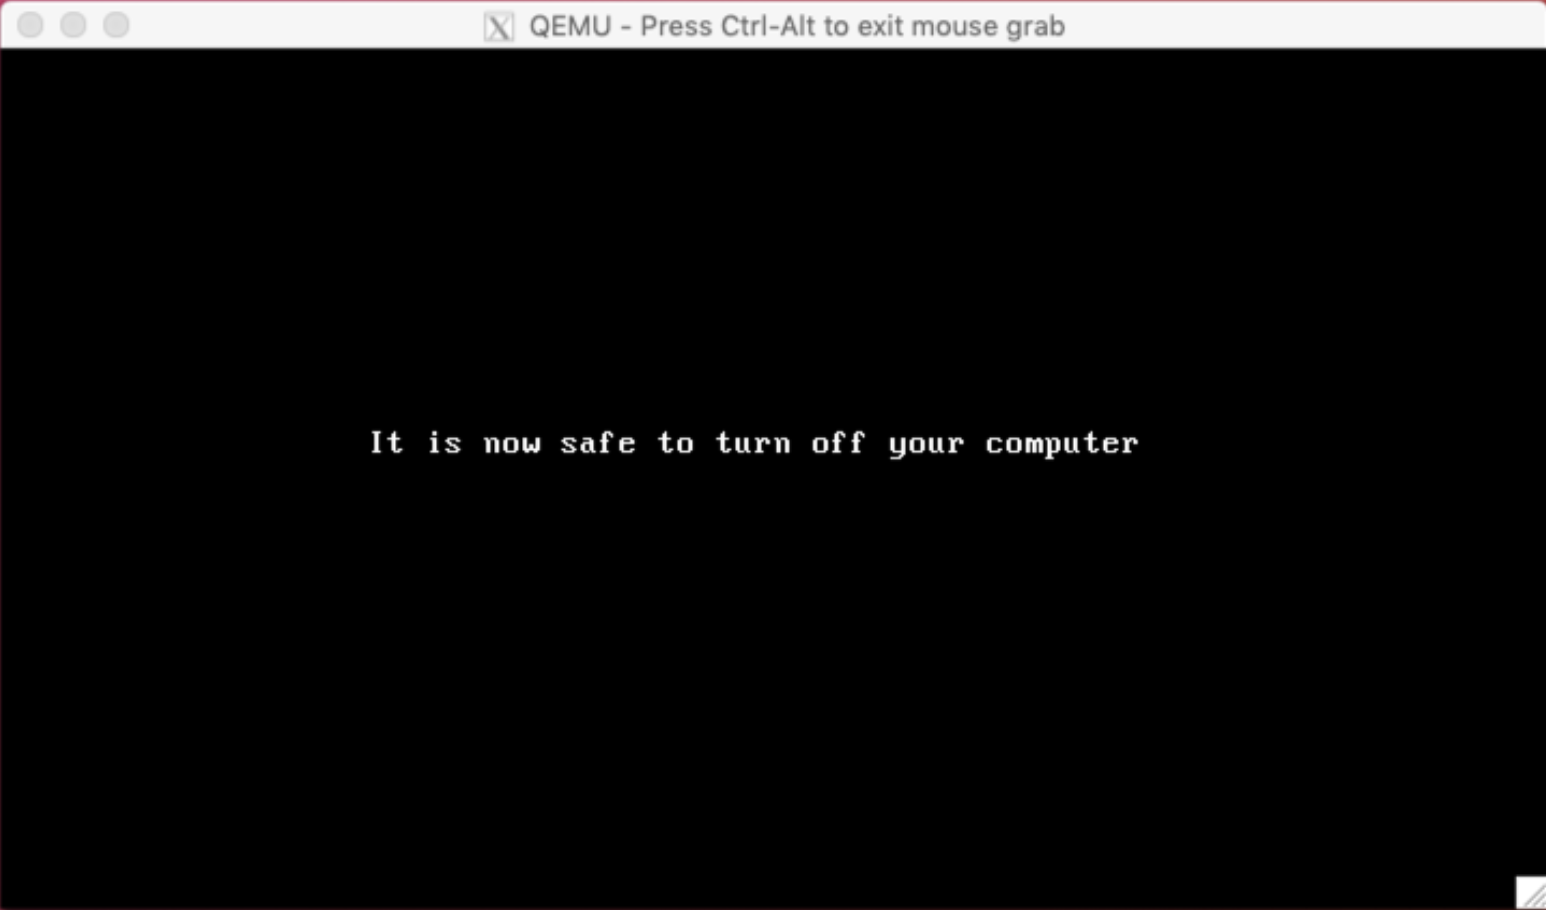 QEMU - Press Ctrl-Alt to exit mouse grab
It is now safe to turn off your computer